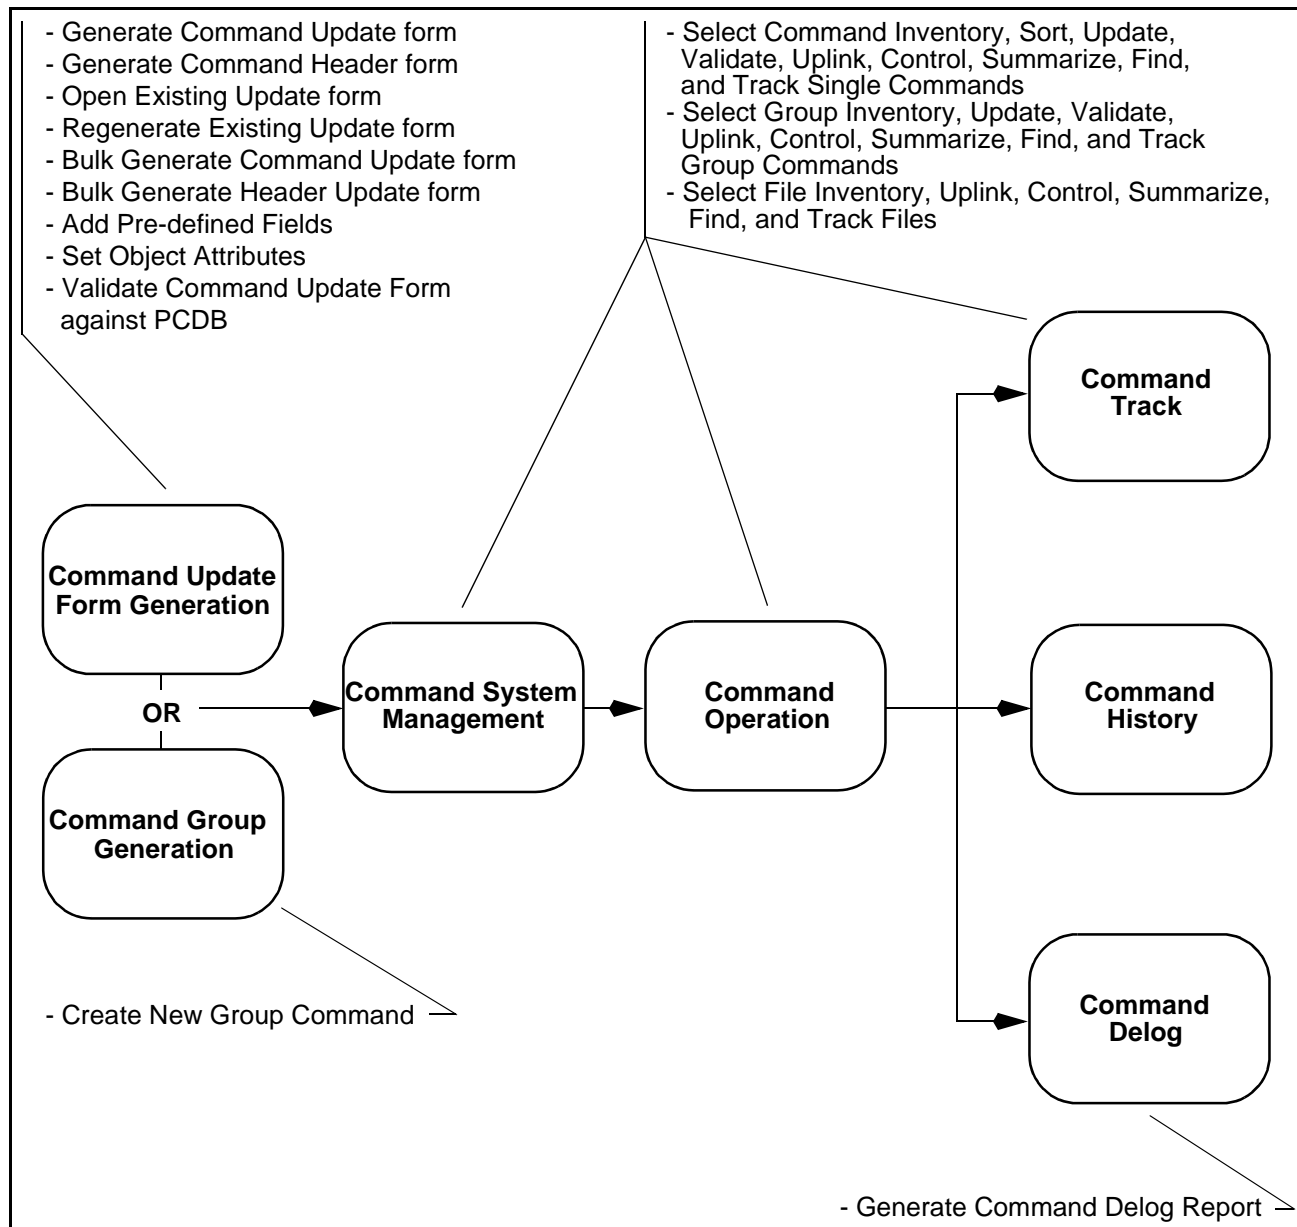 - Generate Command Update form
- Generate Command Header form
- Open Existing Update form
- Regenerate Existing Update form
- Bulk Generate Command Update form
- Bulk Generate Header Update form
- Add Pre-defined Fields
- Set Object Attributes
- Validate Command Update Form
against PCDB
- Select Command Inventory, Sort, Update,
Validate, Uplink, Control, Summarize, Find,
and Track Single Commands
- Select Group Inventory, Update, Validate,
Uplink, Control, Summarize, Find, and Track
Group Commands
- Select File Inventory, Uplink, Control, Summarize,
Find, and Track Files
Command Update
Form Generation
OR
Command Group
Generation
- Create New Group Command
Command System
Management
Command
Operation
Command
Track
Command
History
Command
Delog
- Generate Command Delog Report